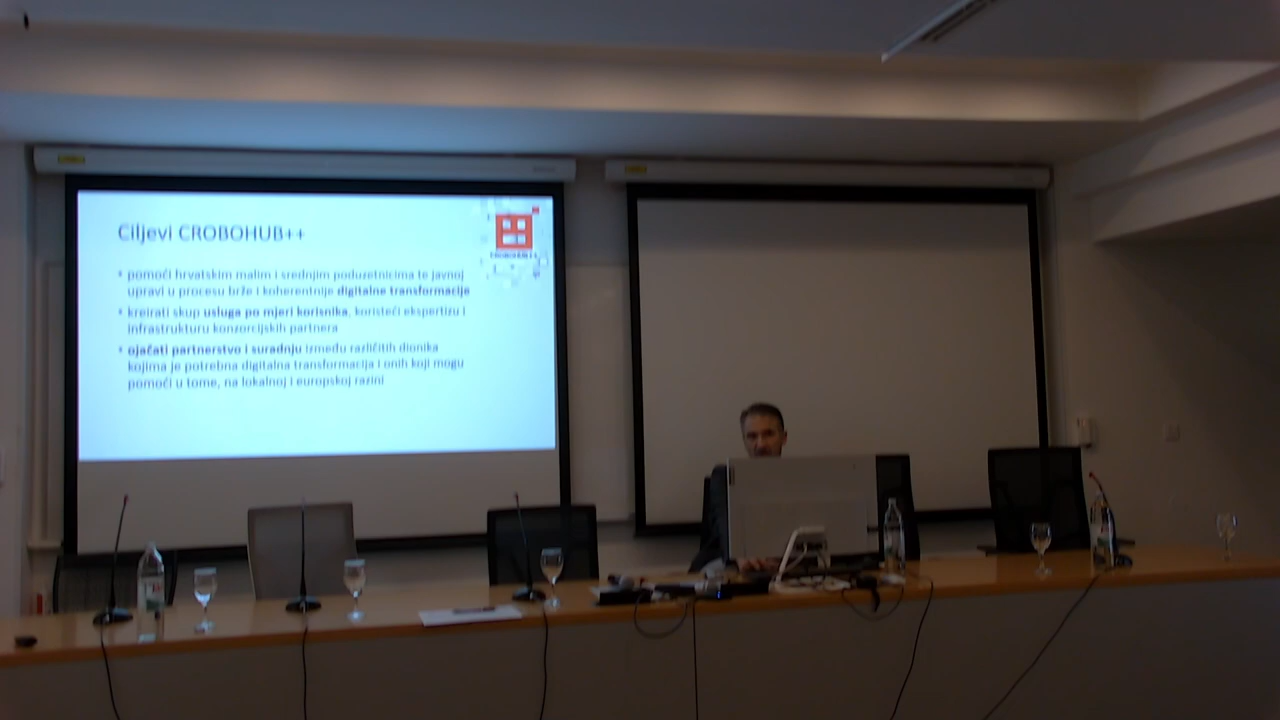 Ciljevi CROBOHUB++
CROBOHUB++
• pomoći hrvatskim malim i srednjim poduzetnicima te javnoj
upravi u procesu brže i koherentnije digitalne transformacije
• kreirati skup usluga po mjeri korisnika, koristeći ekspertizu i
infrastrukturu konzorcijskih partnera
• ojačati partnerstvo i suradnju između različitih dionika
kojima je potrebna digitalna transformacija i onih koji mogu
pomoći u tome, na lokalnoj i europskoj razini